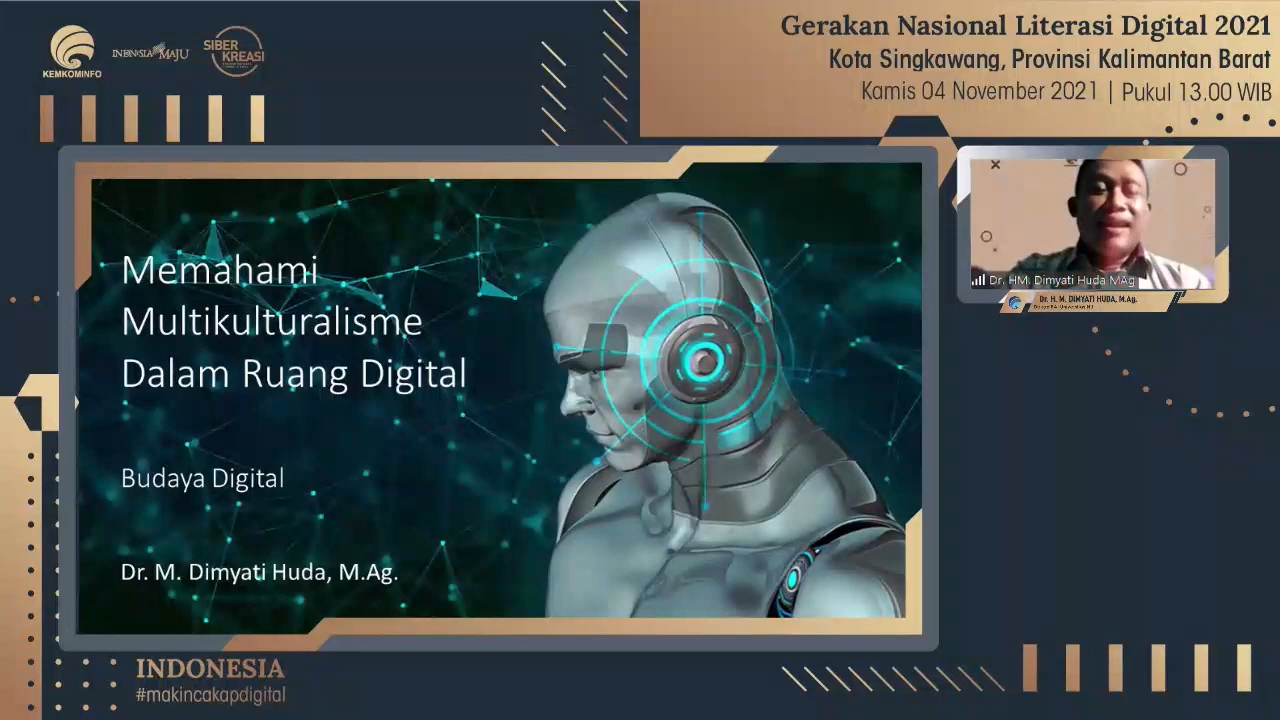 KEMKOMINFO
INDONESIA MAJU
SIBER
KREASI
Gerakan Nasional Literasi Digital 2021
Kota Singkawang, Provinsi Kalimantan Barat
Kamis 04 November 2021 | Pukul 13.00 WIB
Memahami
Multikulturalisme
Dalam Ruang Digital
Budaya Digital
Dr. M. Dimyati Huda, M.Ag.
Dr. HM. Dimyati Huda MAg
Dr. H. M. DIMYATI HUDA, M.Ag.
INDONESIA
#makincakapdigital